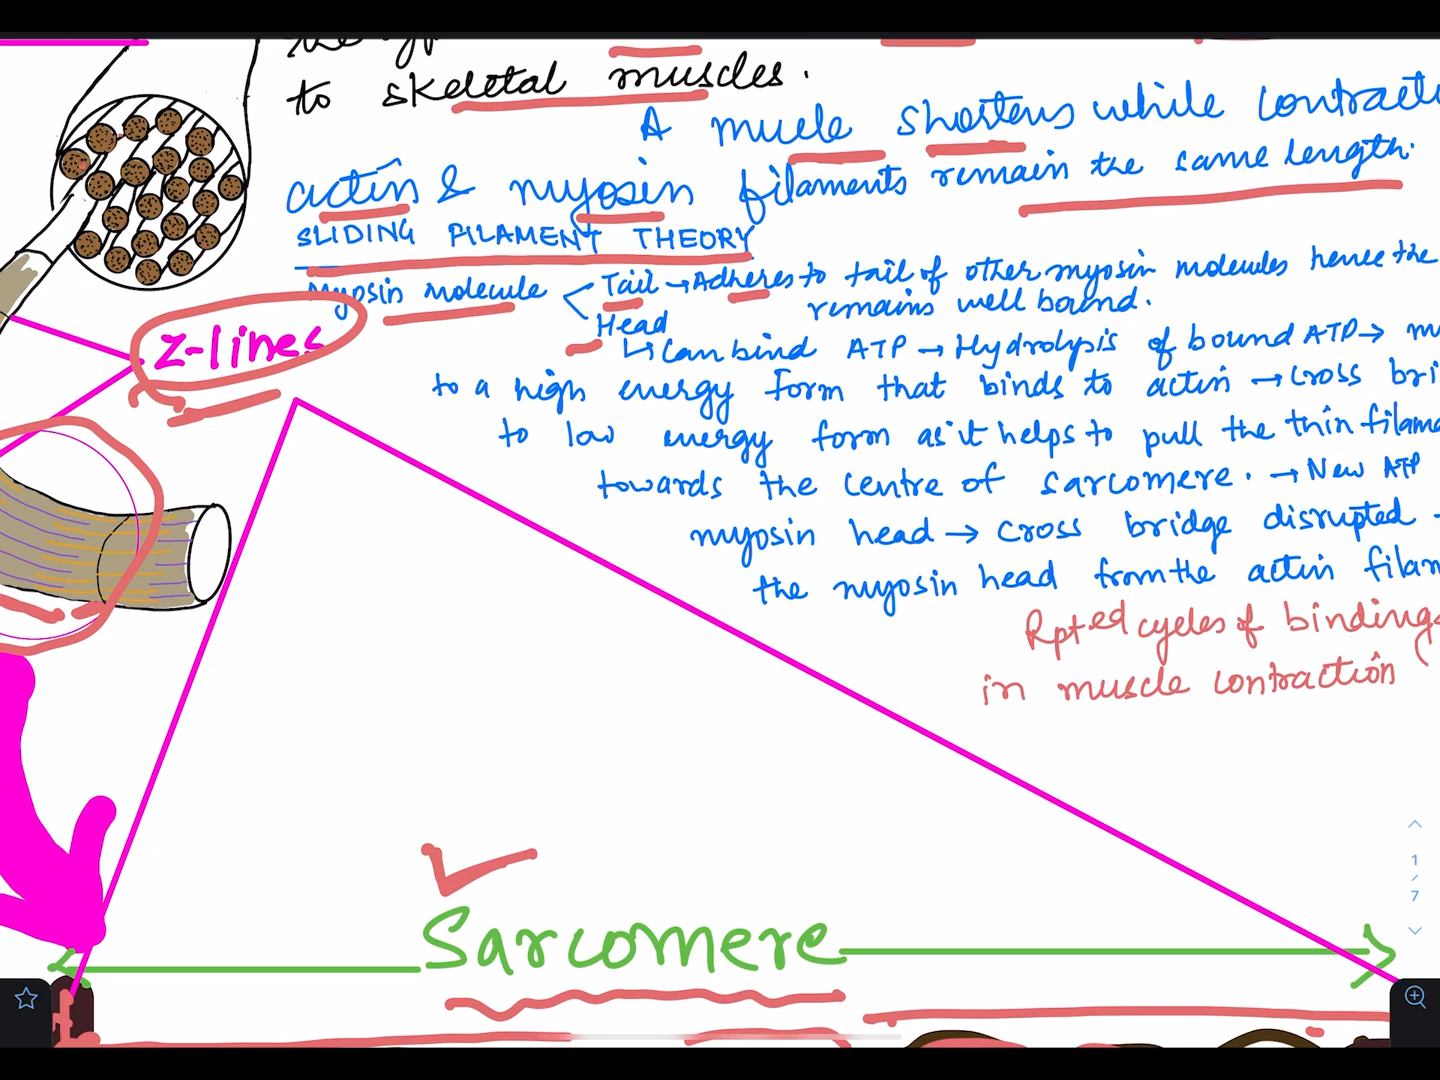 to skeletal muscles.
A mucle shortens while contracti
actin & myosin filaments remain the same length.
SLIDING FILAMENT THEORY
Myosin molecule
Tail → Adheres to tail of other myosin molecules hence the
remains well bound.
Head
↳ Can bind ATP → Hydrolysis of bound ATP → m
to a high energy form that binds to actin → cross bri
to low energy form as it helps to pull the thin filame
towards the centre of sarcomere. → New ATP
myosin head → cross bridge disrupted
the myosin head from the actin filam
Rpted cycles of binding
in muscle contraction (
z-lines
Sarcomere
1
/
7